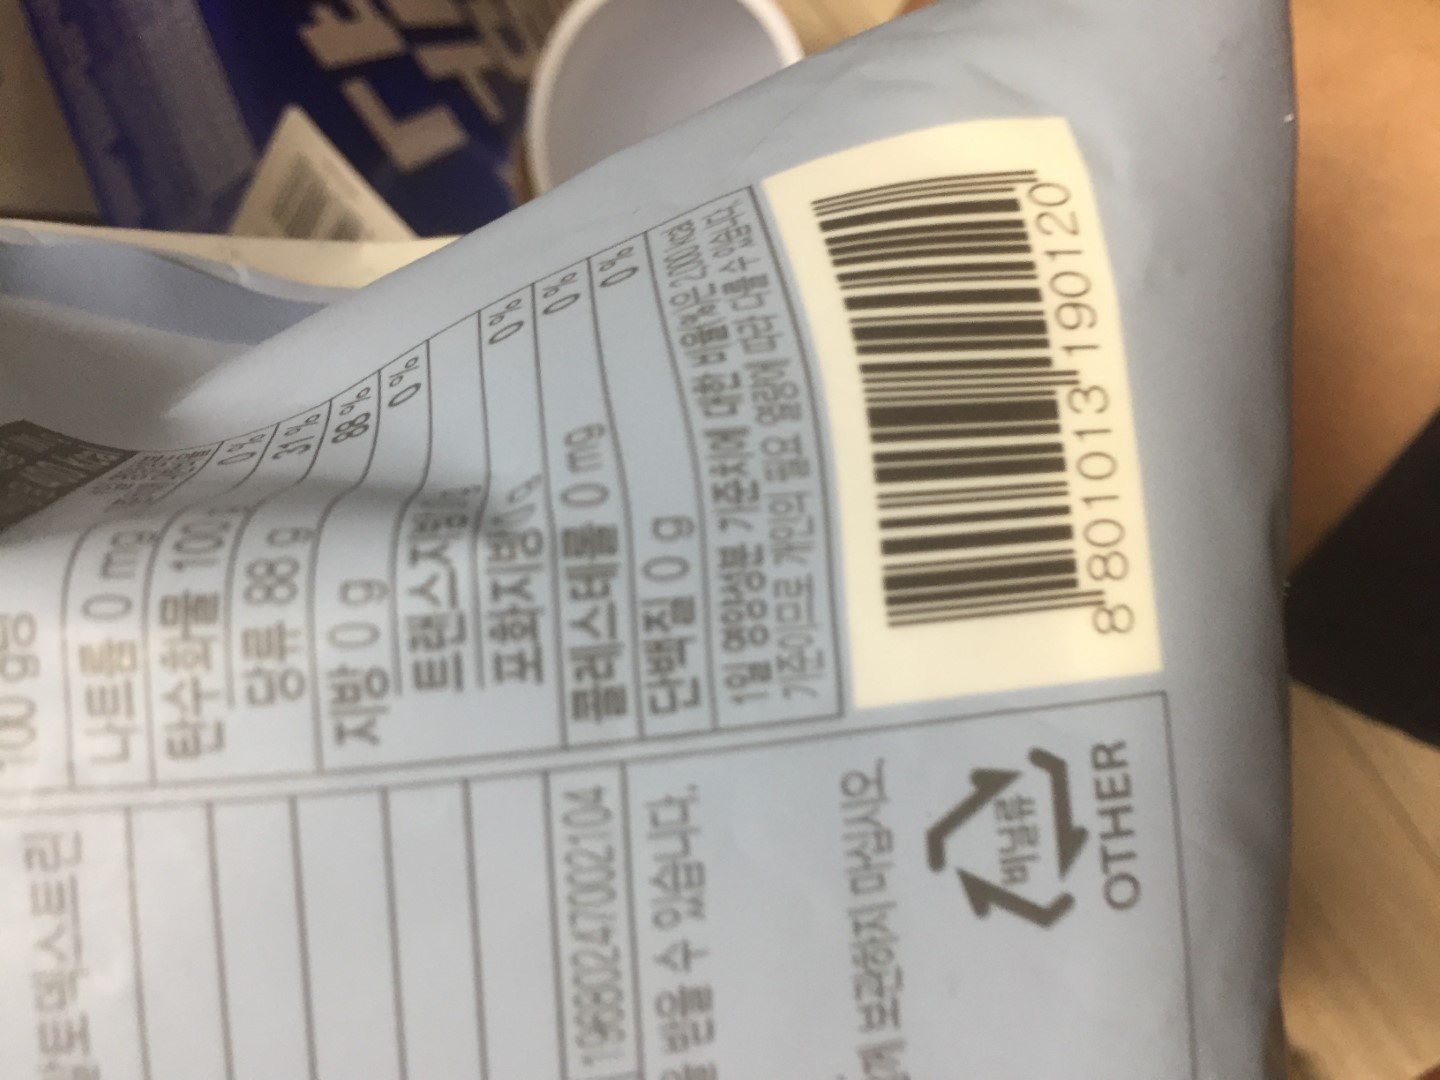 100 g당
나트륨 0 mg 0 %
탄수화물 100 g 31 %
당류 88 g 88 %
지방 0 g 0 %
트랜스지방 0 g
포화지방 0 g 0 %
콜레스테롤 0 mg 0 %
단백질 0 g 0 %
1일 영양성분 기준치에 대한 비율(%)은 2,000 kcal
기준이므로 개인의 필요 열량에 따라 다를 수 있습니다.
8 801013 190120
말토덱스트린
19680247002104
받을 수 있습니다.
보관하지 마십시오
비닐류
OTHER